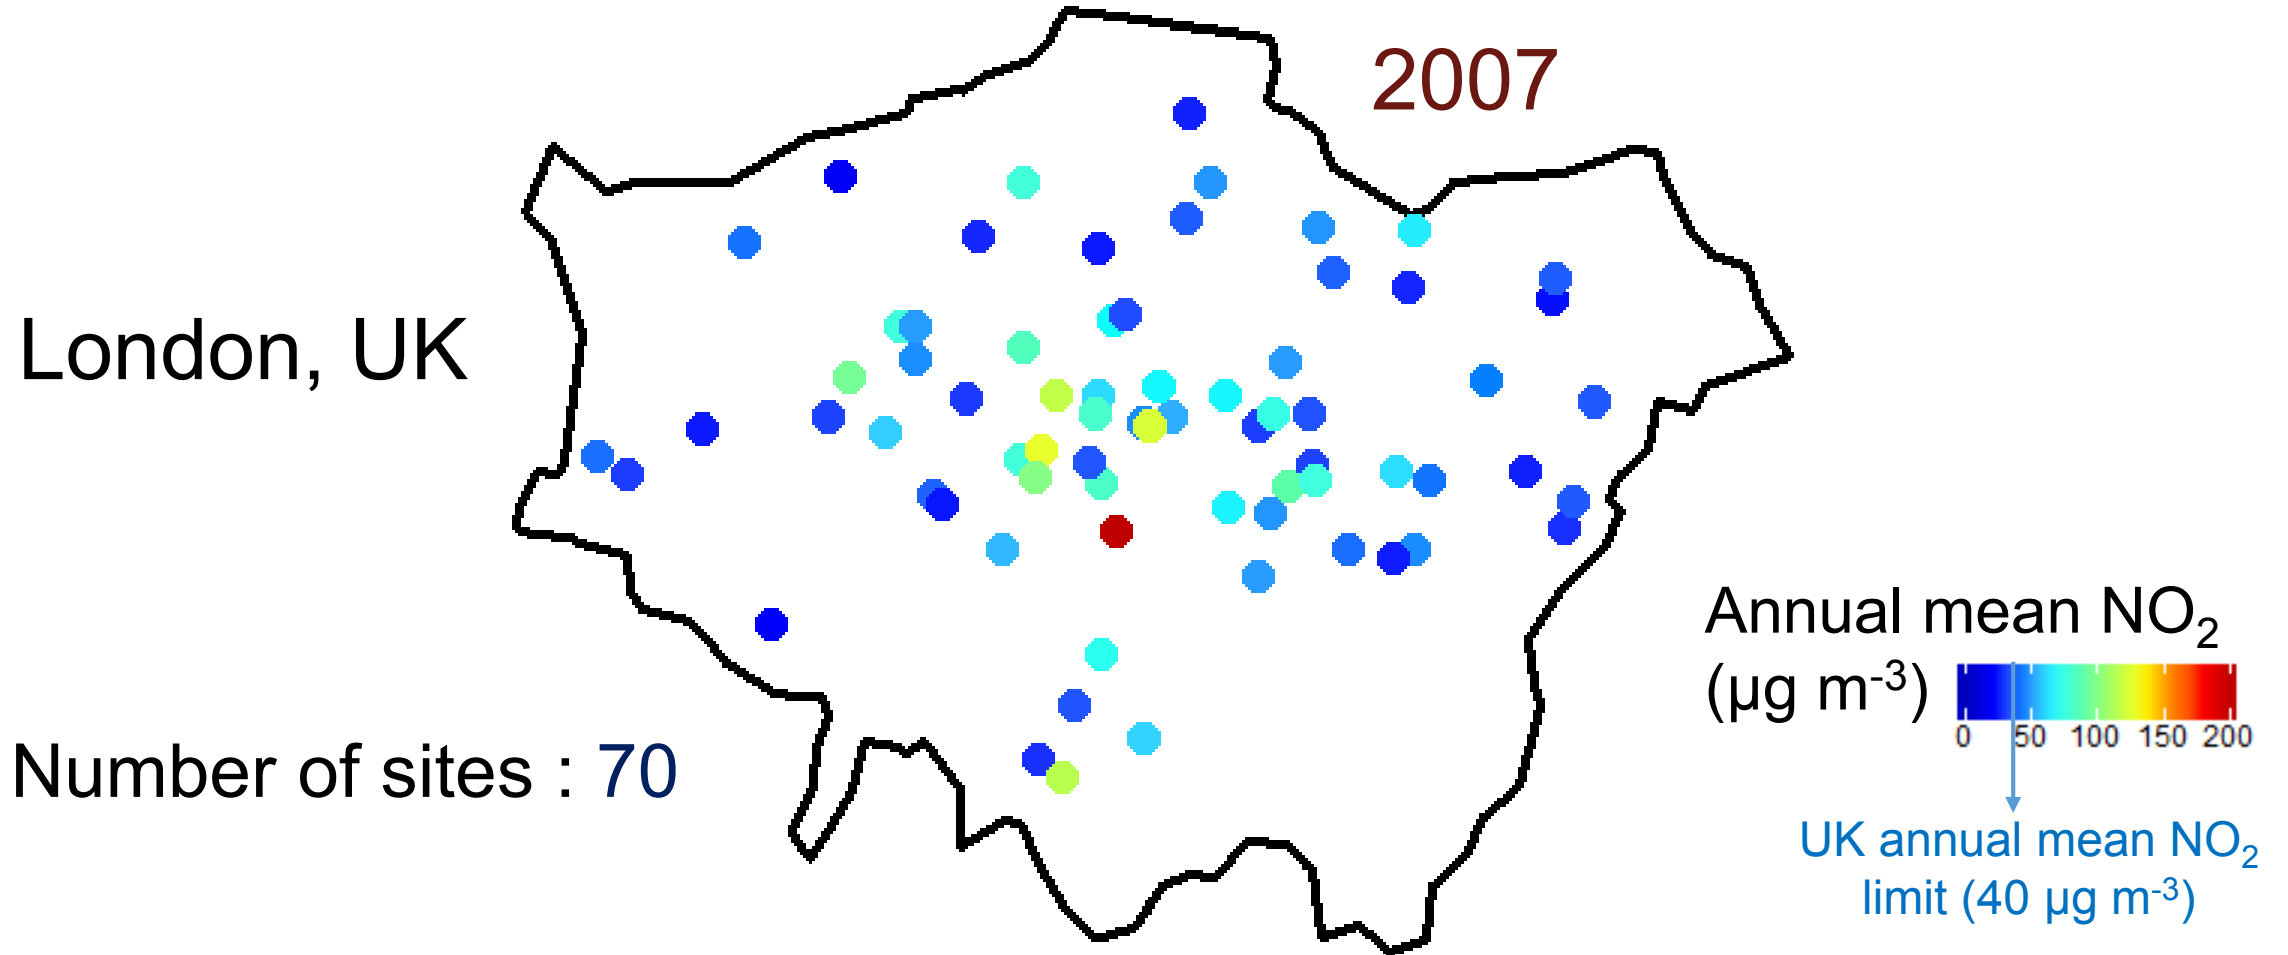 2007
London, UK
Number of sites : 70
Annual mean NO₂
(µg m⁻³)
0 50 100 150 200
UK annual mean NO₂
limit (40 µg m⁻³)